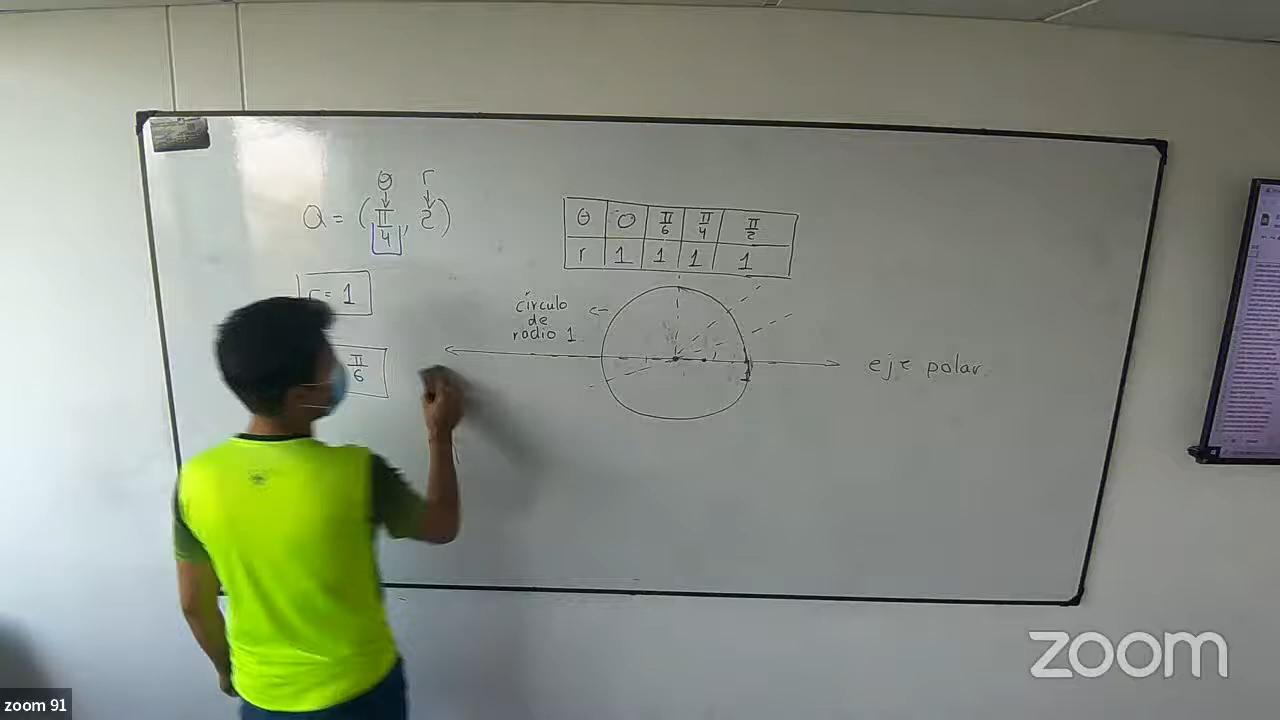 θ r
Q = (π/4, 2)
r = 1
π/6
θ 0 π/6 π/4 π/2
r 1 1 1 1
círculo
de
radio 1
1
eje polar
zoom
zoom 91